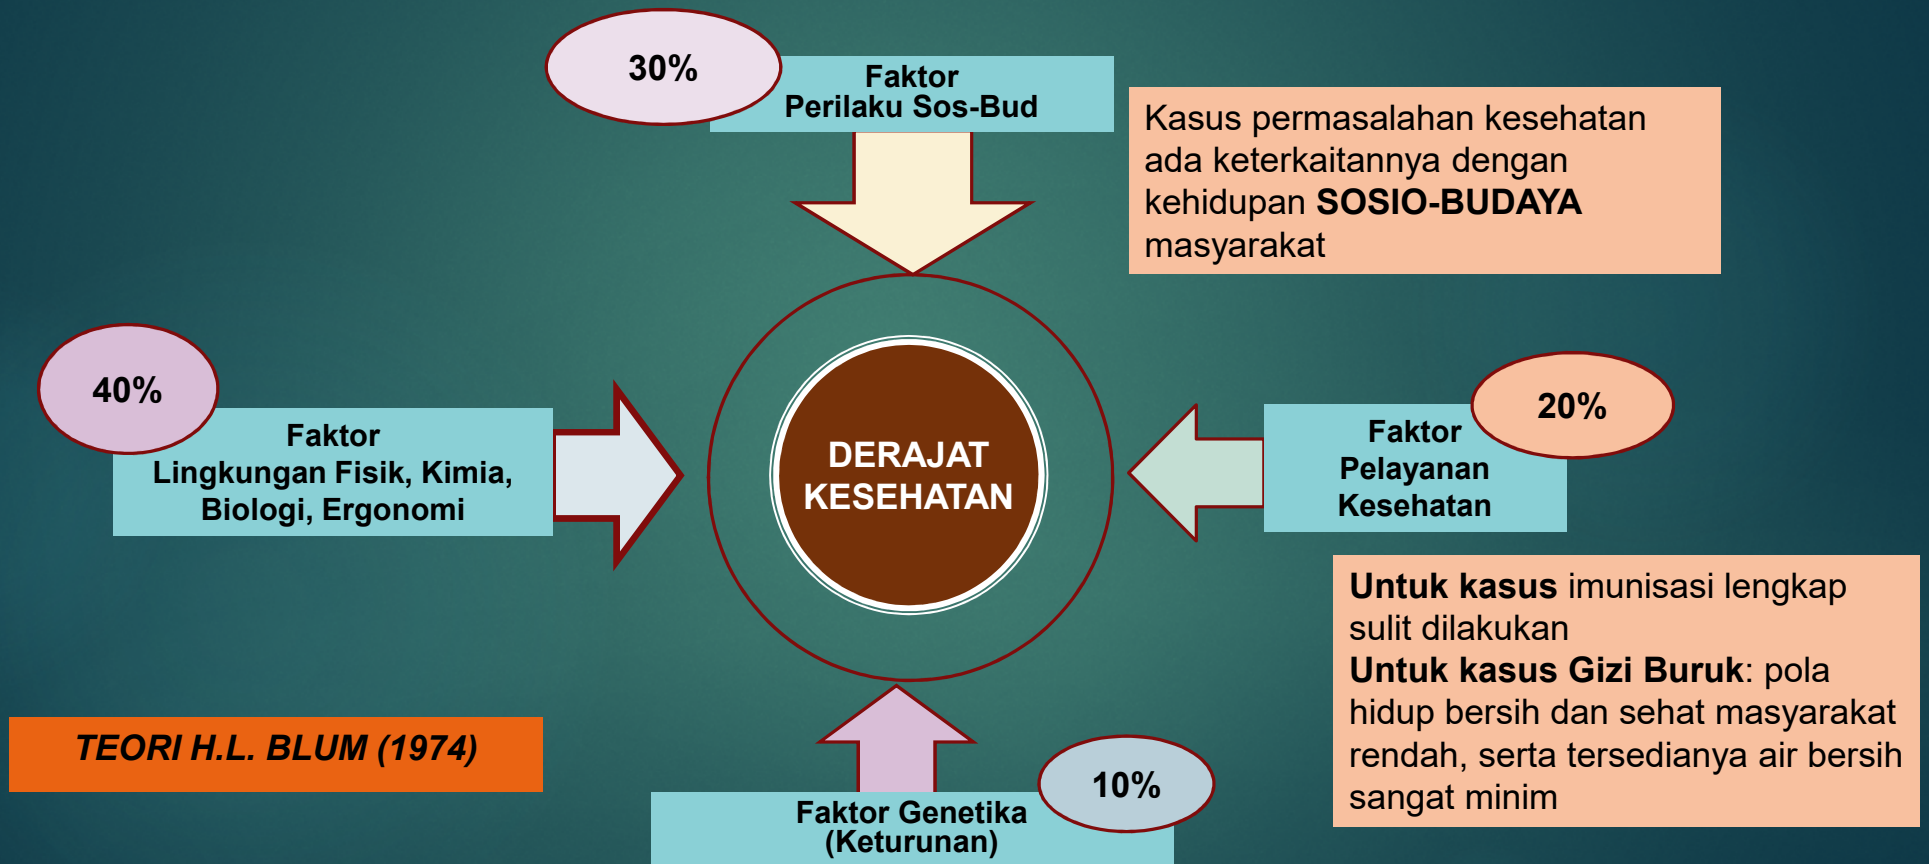 30%
Faktor
Perilaku Sos-Bud
Kasus permasalahan kesehatan
ada keterkaitannya dengan
kehidupan SOSIO-BUDAYA
masyarakat
40%
Faktor
Lingkungan Fisik, Kimia,
Biologi, Ergonomi
DERAJAT
KESEHATAN
20%
Faktor
Pelayanan
Kesehatan
Untuk kasus imunisasi lengkap
sulit dilakukan
Untuk kasus Gizi Buruk: pola
hidup bersih dan sehat masyarakat
rendah, serta tersedianya air bersih
sangat minim
TEORI H.L. BLUM (1974)
10%
Faktor Genetika
(Keturunan)